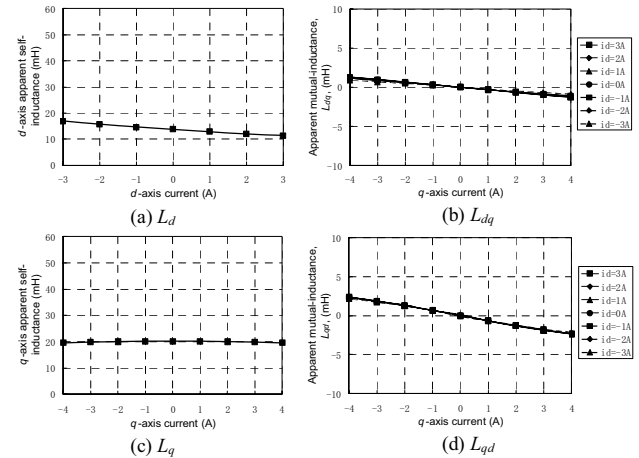 d-axis apparent self-
inductance (mH)
60
50
40
30
20
10
0
-3 -2 -1 0 1 2 3
d-axis current (A)
(a) Ld
Apparent mutual-inductance,
Ldq, (mH)
10
5
0
-5
-10
-4 -3 -2 -1 0 1 2 3 4
q-axis current (A)
(b) Ldq
id=3A
id=2A
id=1A
id=0A
id=-1A
id=-2A
id=-3A
q-axis apparent self-
inductance (mH)
60
50
40
30
20
10
0
-4 -3 -2 -1 0 1 2 3 4
q-axis current (A)
(c) Lq
Apparent mutual-inductance,
Lqd, (mH)
10
5
0
-5
-10
-4 -3 -2 -1 0 1 2 3 4
q-axis current (A)
(d) Lqd
id=3A
id=2A
id=1A
id=0A
id=-1A
id=-2A
id=-3A